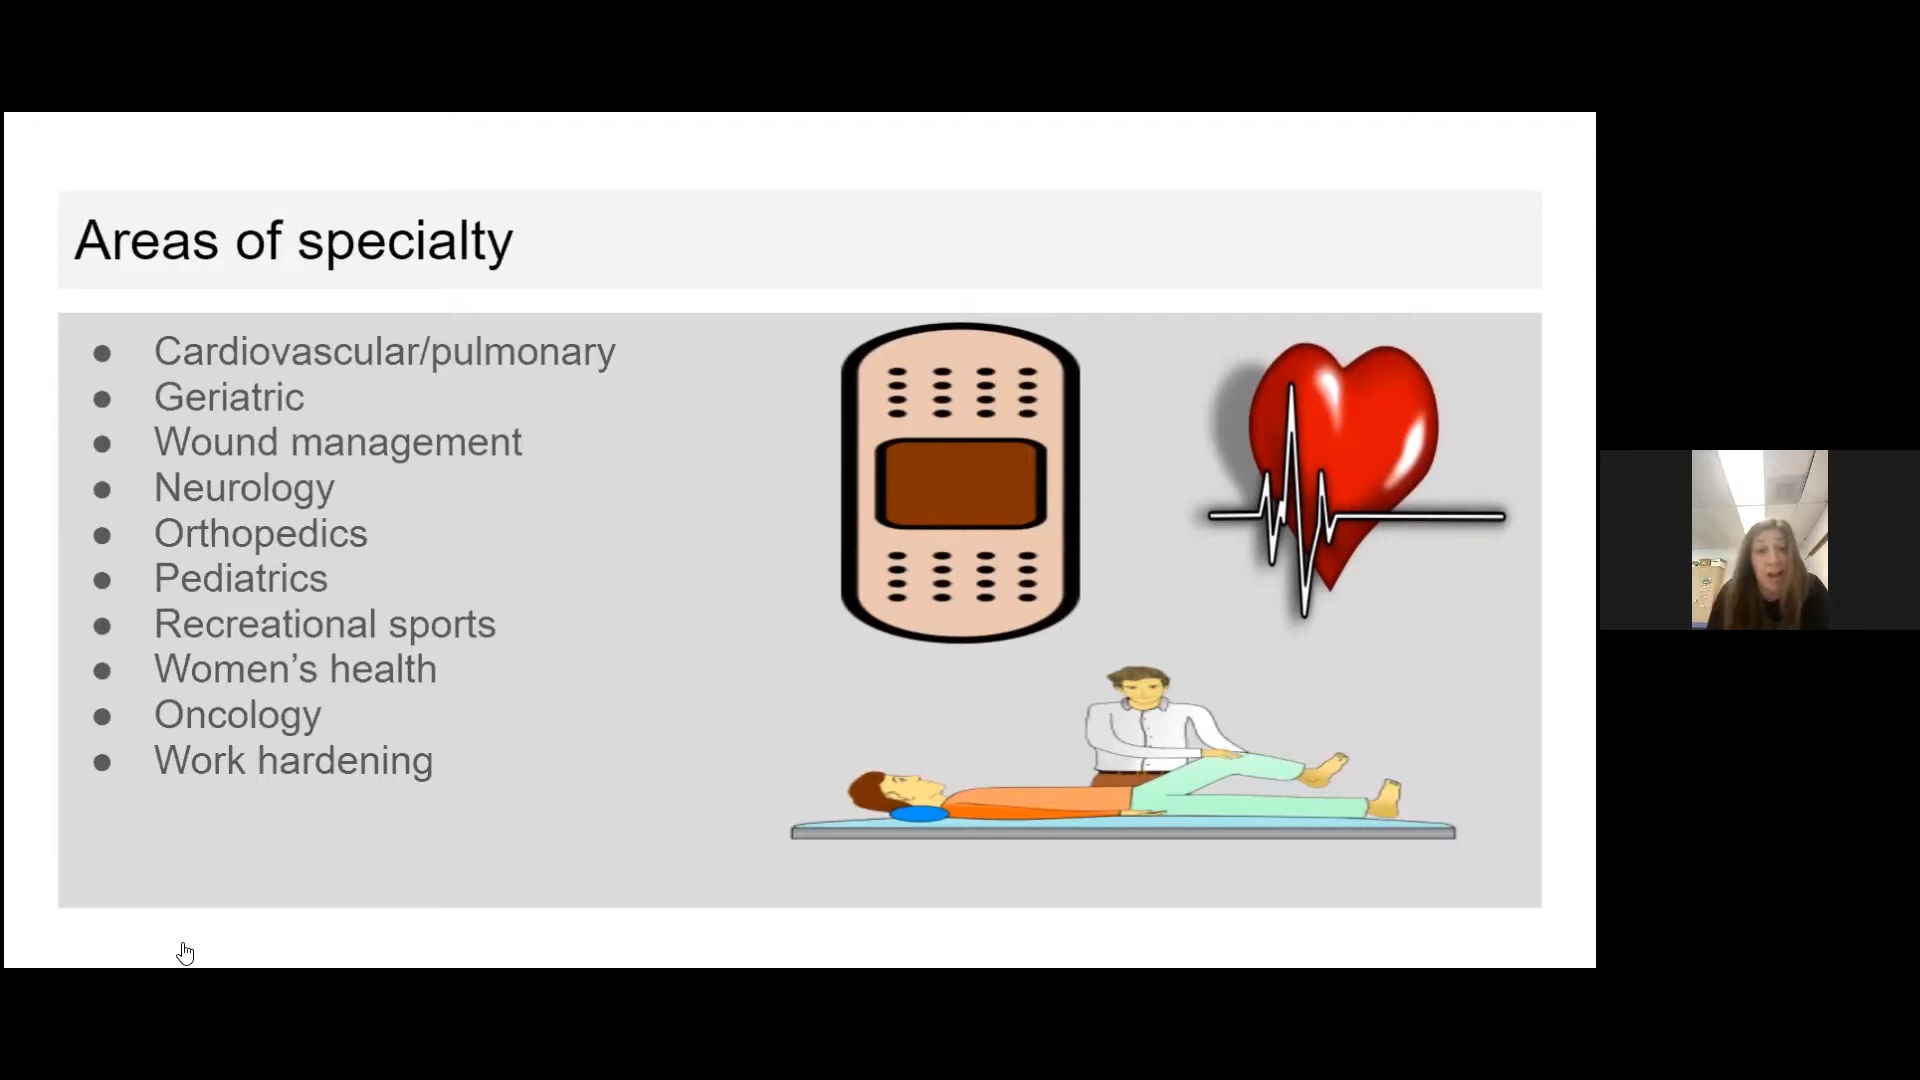 Areas of specialty
● Cardiovascular/pulmonary
● Geriatric
● Wound management
● Neurology
● Orthopedics
● Pediatrics
● Recreational sports
● Women’s health
● Oncology
● Work hardening